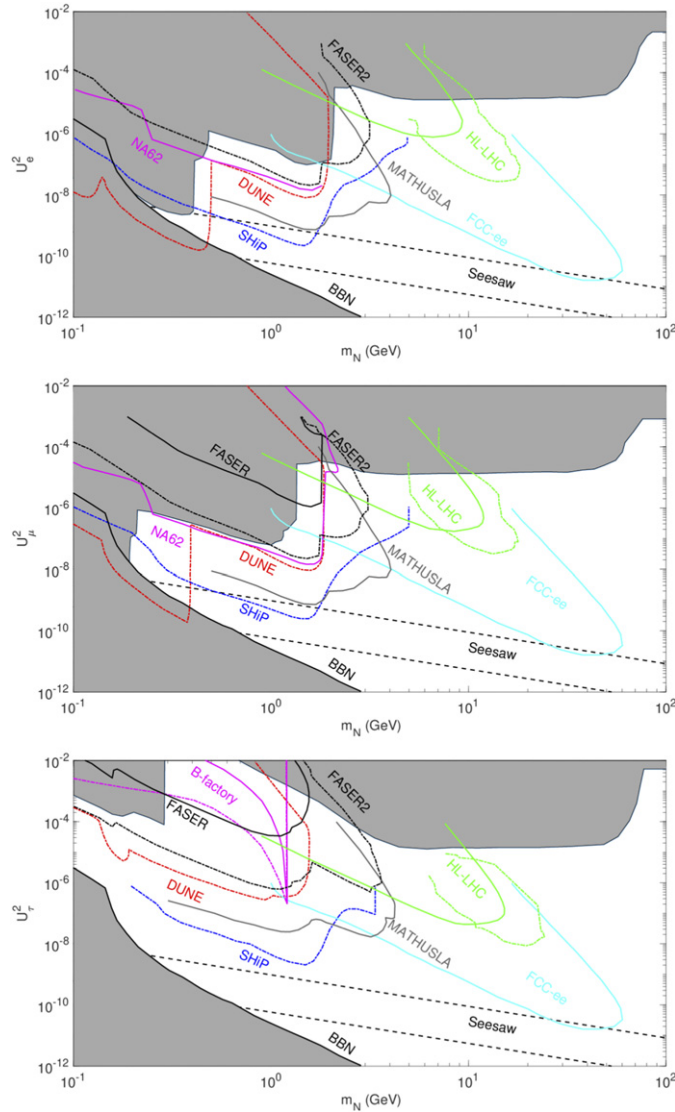 10^-2
10^-4
10^-6
10^-8
10^-10
10^-12
U_e^2
FASER2
NA62
DUNE
SHiP
MATHUSLA
HL-LHC
FCC-ee
Seesaw
BBN
10^-1 10^0 10^1 10^2
m_N (GeV)
10^-2
10^-4
10^-6
10^-8
10^-10
10^-12
U_μ^2
FASER
FASER2
NA62
DUNE
SHiP
MATHUSLA
HL-LHC
FCC-ee
Seesaw
BBN
10^-1 10^0 10^1 10^2
m_N (GeV)
10^-2
10^-4
10^-6
10^-8
10^-10
10^-12
U_τ^2
B-factory
FASER
FASER2
DUNE
SHiP
MATHUSLA
HL-LHC
FCC-ee
Seesaw
BBN
10^-1 10^0 10^1 10^2
m_N (GeV)